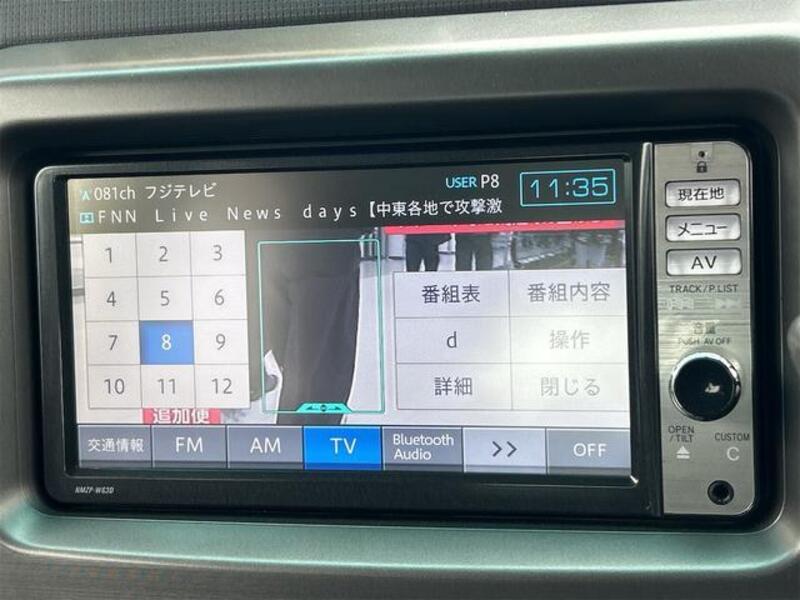 081ch フジテレビ
USER P8
11:35
FNN Live News days【中東各地で攻撃激
1 2 3
4 5 6
7 8 9
10 11 12
番組表 番組内容
d 操作
詳細 閉じる
追加便
交通情報 FM AM TV Bluetooth Audio >> OFF
NMZP-W63D
現在地
メニュー
AV
TRACK/P.LIST
音量
PUSH AV OFF
OPEN
/TILT
CUSTOM
C